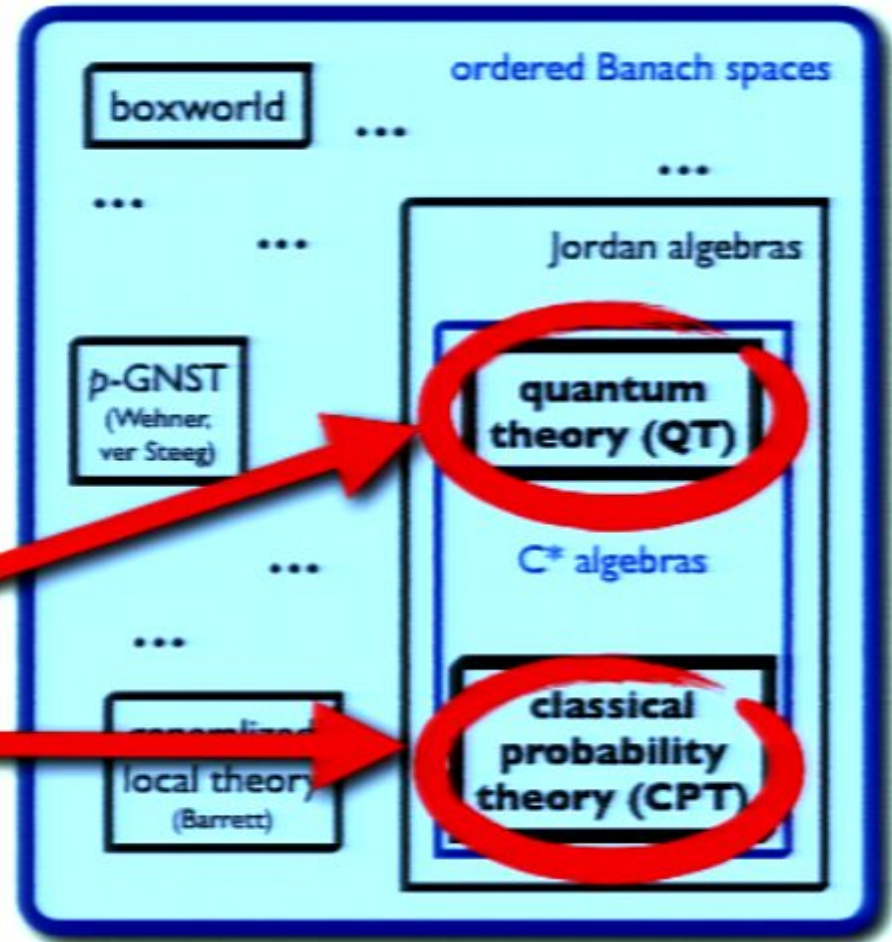 ordered Banach spaces
boxworld
...
...
...
...
Jordan algebras
p-GNST
(Wehner,
ver Steeg)
quantum
theory (QT)
...
C* algebras
...
generalized
local theory
(Barrett)
classical
probability
theory (CPT)